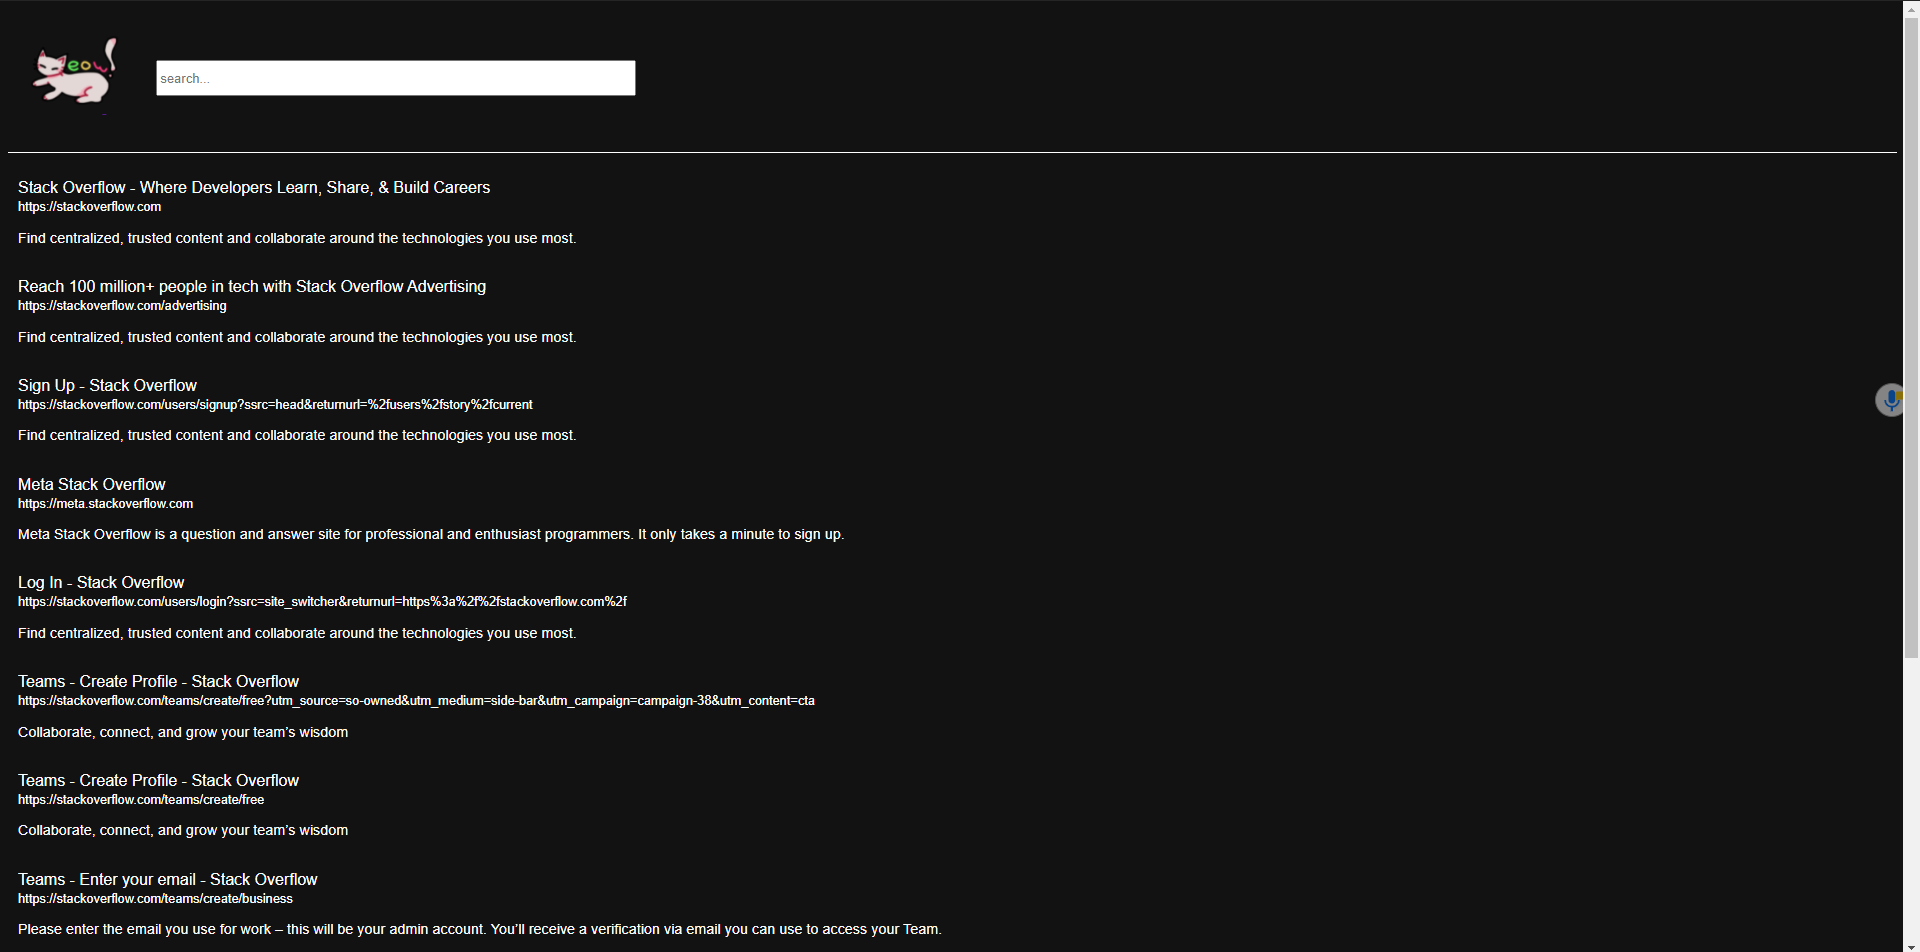 eow!
search...
Stack Overflow - Where Developers Learn, Share, & Build Careers
https://stackoverflow.com
Find centralized, trusted content and collaborate around the technologies you use most.
Reach 100 million+ people in tech with Stack Overflow Advertising
https://stackoverflow.com/advertising
Find centralized, trusted content and collaborate around the technologies you use most.
Sign Up - Stack Overflow
https://stackoverflow.com/users/signup?ssrc=head&returnurl=%2fusers%2fstory%2fcurrent
Find centralized, trusted content and collaborate around the technologies you use most.
Meta Stack Overflow
https://meta.stackoverflow.com
Meta Stack Overflow is a question and answer site for professional and enthusiast programmers. It only takes a minute to sign up.
Log In - Stack Overflow
https://stackoverflow.com/users/login?ssrc=site_switcher&returnurl=https%3a%2f%2fstackoverflow.com%2f
Find centralized, trusted content and collaborate around the technologies you use most.
Teams - Create Profile - Stack Overflow
https://stackoverflow.com/teams/create/free?utm_source=so-owned&utm_medium=side-bar&utm_campaign=campaign-38&utm_content=cta
Collaborate, connect, and grow your team’s wisdom
Teams - Create Profile - Stack Overflow
https://stackoverflow.com/teams/create/free
Collaborate, connect, and grow your team’s wisdom
Teams - Enter your email - Stack Overflow
https://stackoverflow.com/teams/create/business
Please enter the email you use for work – this will be your admin account. You’ll receive a verification via email you can use to access your Team.